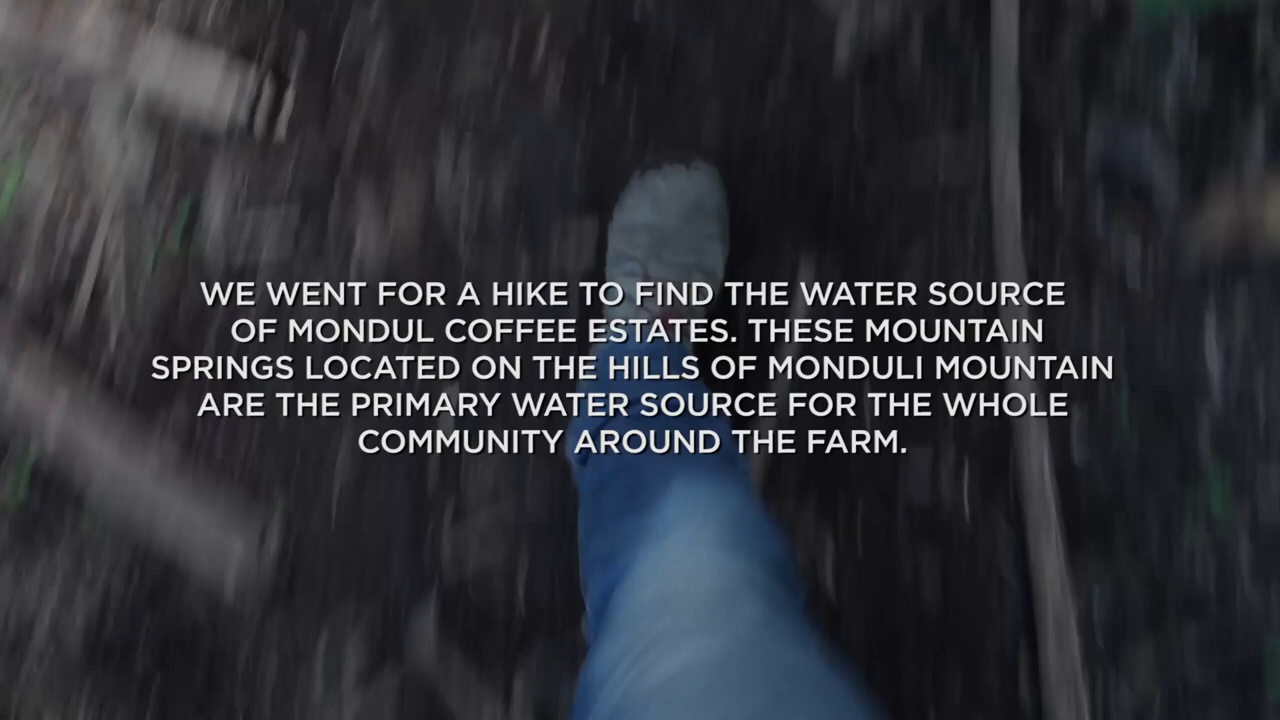 WE WENT FOR A HIKE TO FIND THE WATER SOURCE
OF MONDUL COFFEE ESTATES. THESE MOUNTAIN
SPRINGS LOCATED ON THE HILLS OF MONDULI MOUNTAIN
ARE THE PRIMARY WATER SOURCE FOR THE WHOLE
COMMUNITY AROUND THE FARM.